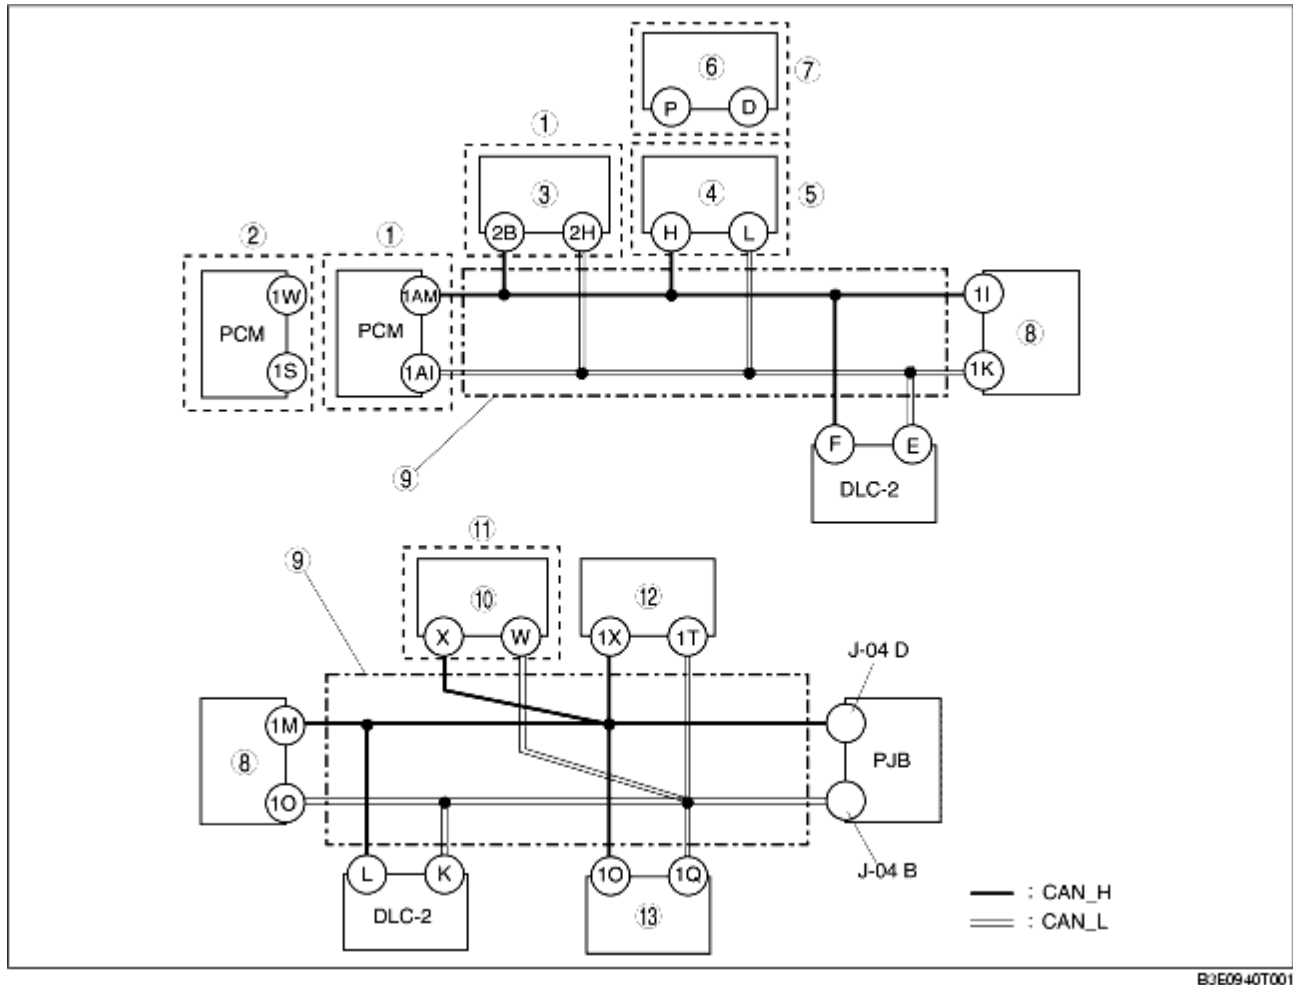 ⑥
⑦
P D
①
③ ④ ⑤
2B 2H H L
② ①
1W 1AM 1I
PCM PCM ⑧
1S 1AI 1K
F E
⑨
DLC-2
⑪
⑨
⑩ ⑫
X W 1X 1T
J-04 D
1M
⑧ PJB
1O
J-04 B
L K 1O 1Q
DLC-2 ⑬
: CAN_H
: CAN_L
B3E0940T001